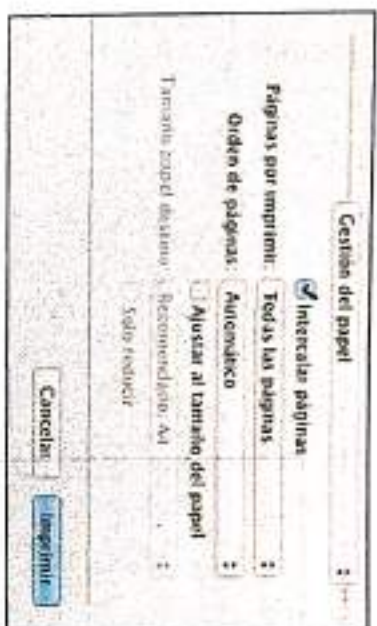 Gestión del papel
Intercalar páginas
Páginas por imprimir: Todas las páginas
Orden de páginas: Automático
Ajustar al tamaño del papel
Tamaño papel destino: Recomendado: A4
Solo reducir
Cancelar Imprimir